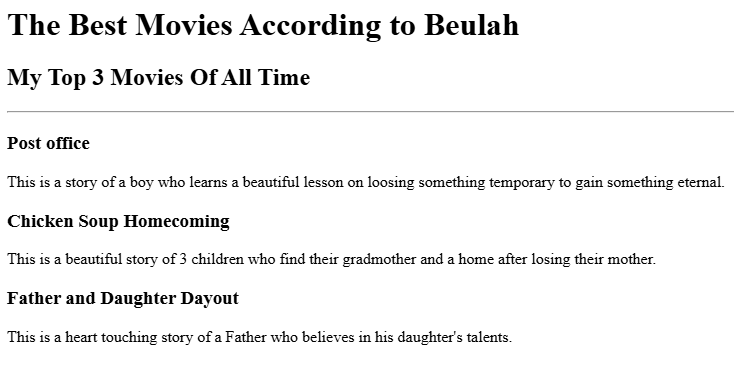 The Best Movies According to Beulah
My Top 3 Movies Of All Time
Post office
This is a story of a boy who learns a beautiful lesson on loosing something temporary to gain something eternal.
Chicken Soup Homecoming
This is a beautiful story of 3 children who find their gradmother and a home after losing their mother.
Father and Daughter Dayout
This is a heart touching story of a Father who believes in his daughter's talents.